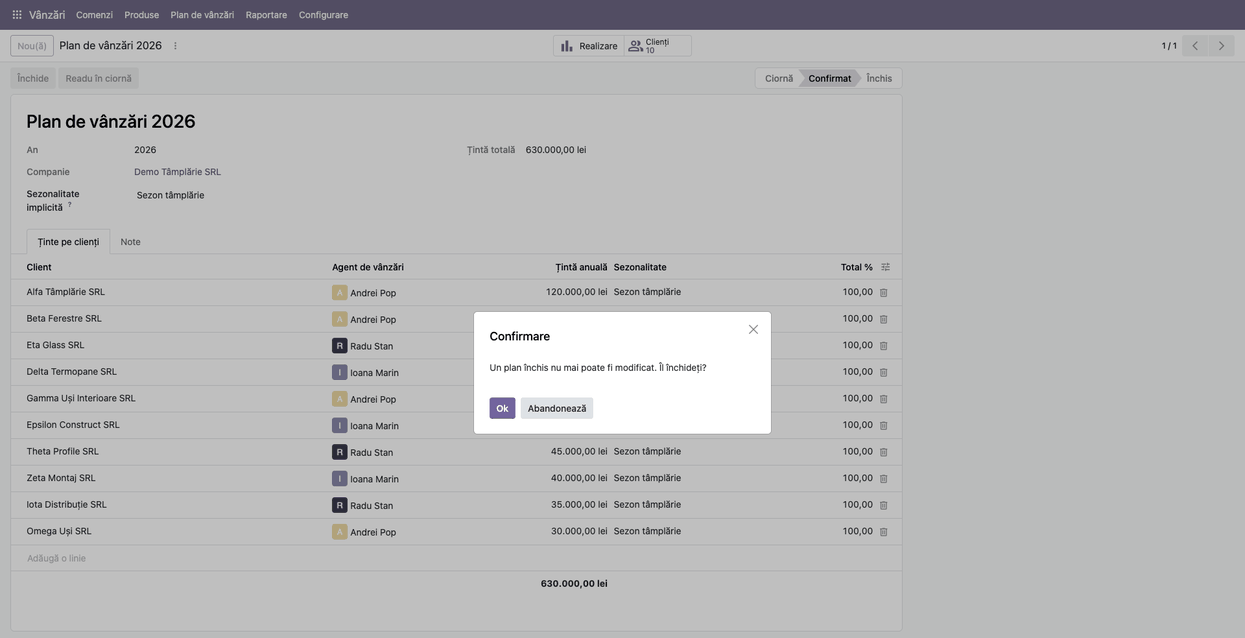 Vânzări Comenzi Produse Plan de vânzări Raportare Configurare
Nou(ă) Plan de vânzări 2026 Realizare Clienți 10 1 / 1
Închide Readu în ciornă Ciornă Confirmat Închis
Plan de vânzări 2026
An 2026 Țintă totală 630.000,00 lei
Companie Demo Tâmplărie SRL
Sezonalitate implicită ? Sezon tâmplărie
Ținte pe clienți Note
Client Agent de vânzări Țintă anuală Sezonalitate Total %
Alfa Tâmplărie SRL A Andrei Pop 120.000,00 lei Sezon tâmplărie 100,00
Beta Ferestre SRL A Andrei Pop 100,00
Eta Glass SRL R Radu Stan 100,00
Delta Termopane SRL I Ioana Marin 100,00
Gamma Uși Interioare SRL A Andrei Pop 100,00
Epsilon Construct SRL I Ioana Marin 100,00
Theta Profile SRL R Radu Stan 45.000,00 lei Sezon tâmplărie 100,00
Zeta Montaj SRL I Ioana Marin 40.000,00 lei Sezon tâmplărie 100,00
Iota Distribuție SRL R Radu Stan 35.000,00 lei Sezon tâmplărie 100,00
Omega Uși SRL A Andrei Pop 30.000,00 lei Sezon tâmplărie 100,00
Adăugă o linie
630.000,00 lei
Confirmare
Un plan închis nu mai poate fi modificat. Îl închideți?
Ok Abandonează